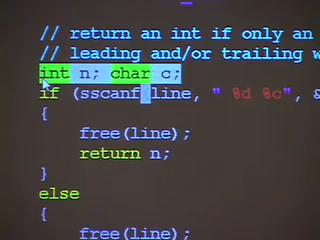 // return an int if only an
// leading and/or trailing w
int n; char c;
if (sscanf(line, " %d %c", &
{
free(line);
return n;
}
else
{
free(line);